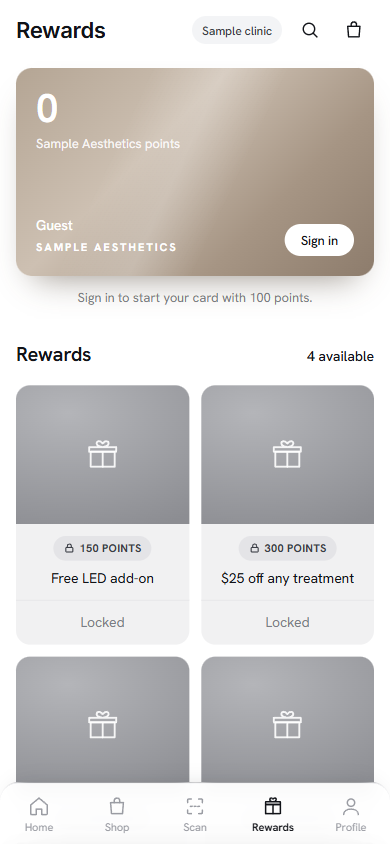 Rewards
Sample clinic
0
Sample Aesthetics points
Guest
SAMPLE AESTHETICS
Sign in
Sign in to start your card with 100 points.
Rewards
4 available
150 POINTS
Free LED add-on
Locked
300 POINTS
$25 off any treatment
Locked
Home
Shop
Scan
Rewards
Profile